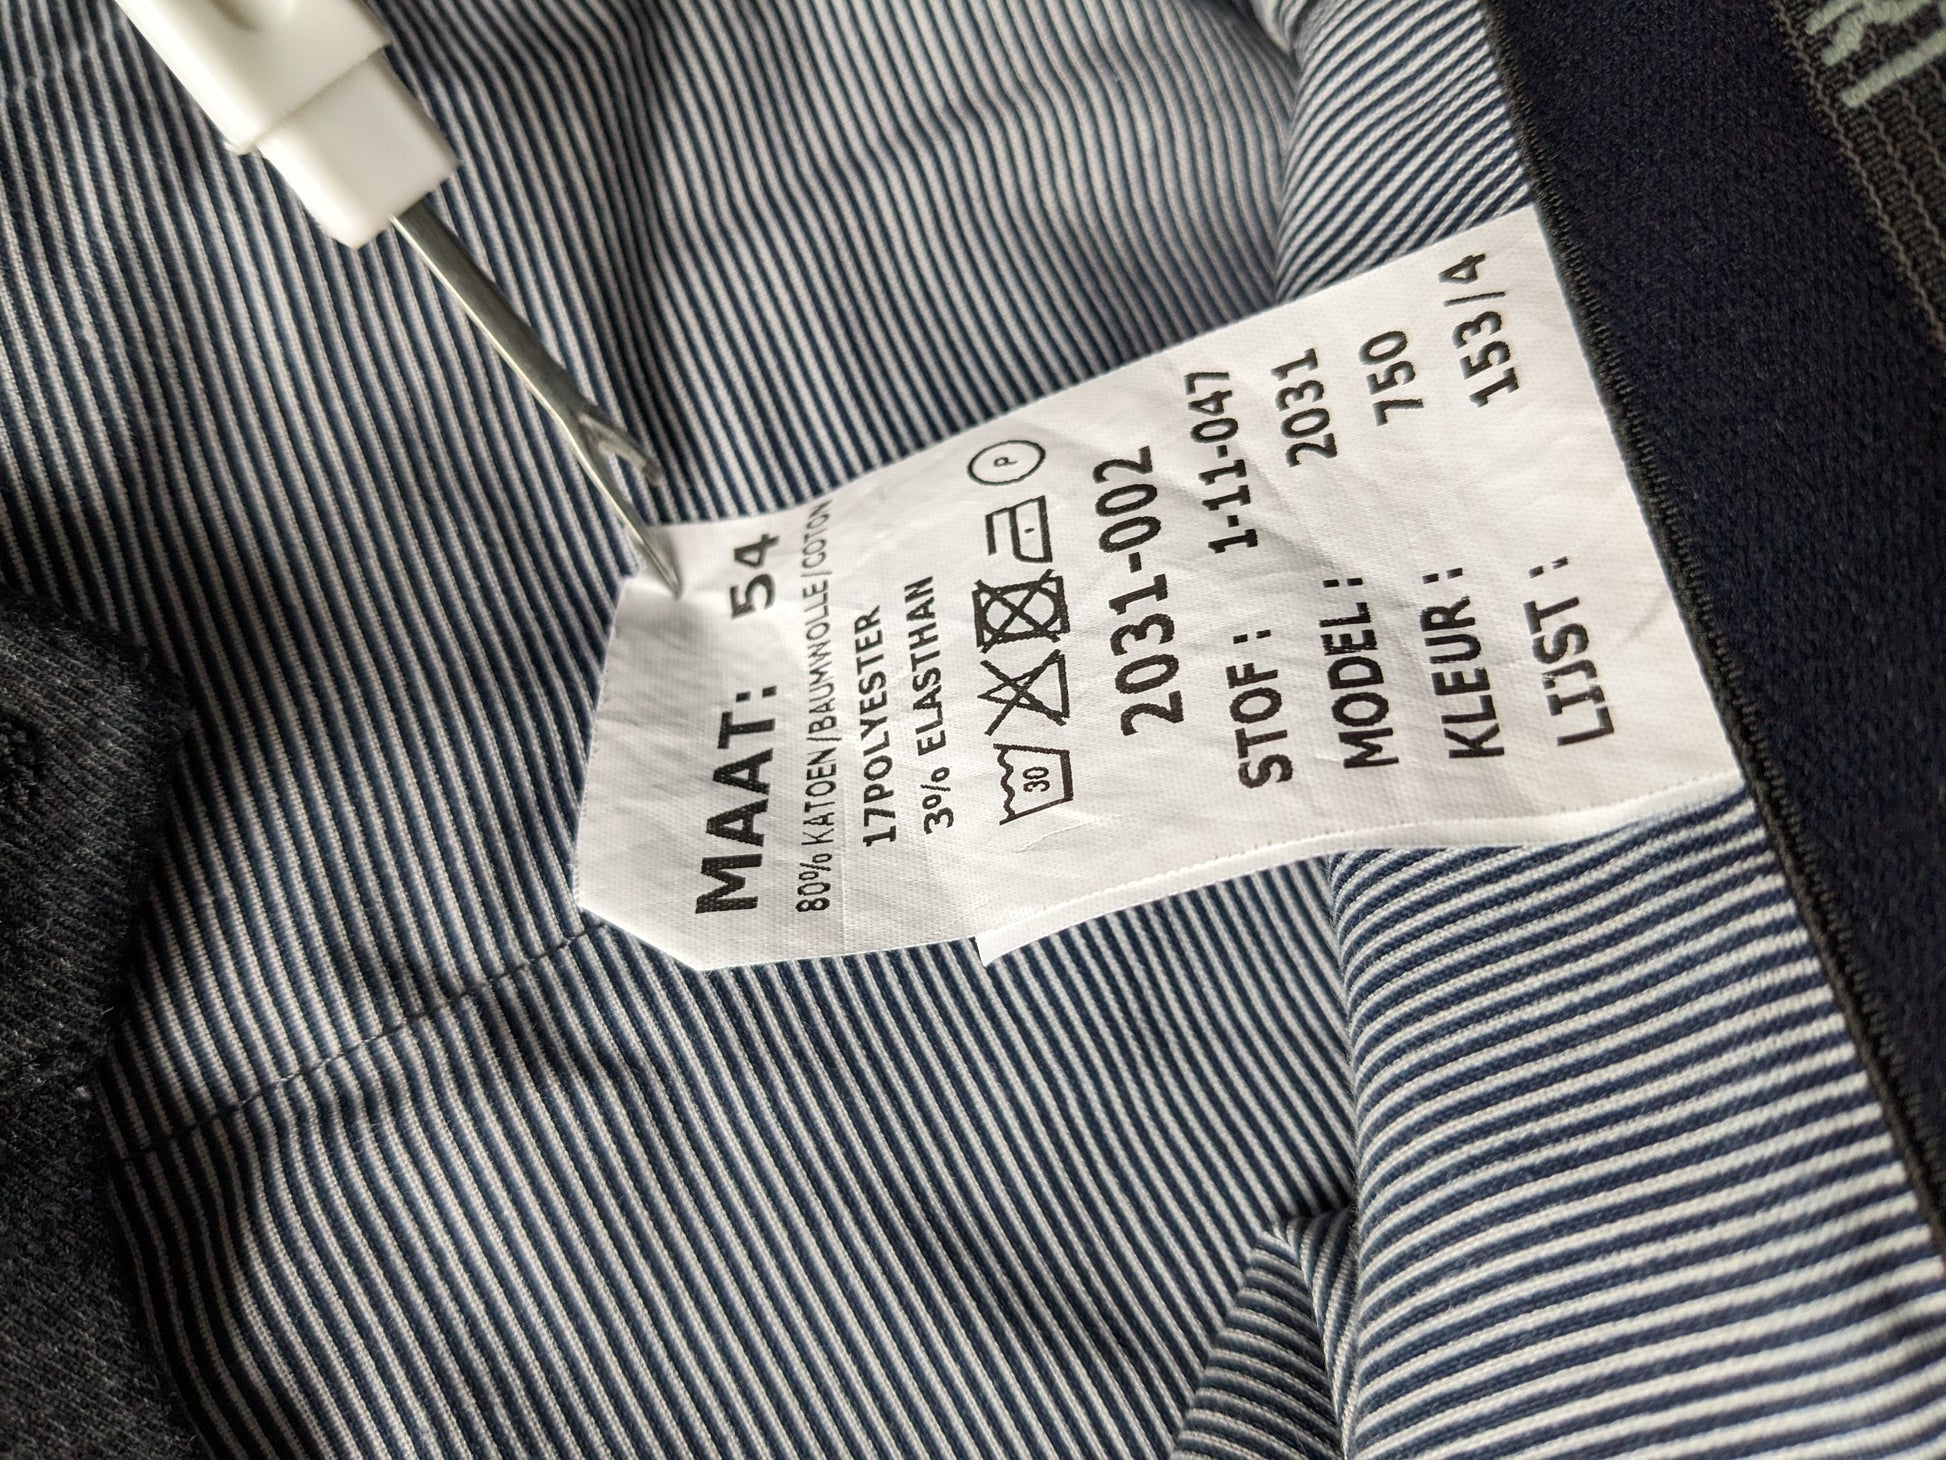 MAAT: 54
80% KATOEN/BAUMWOLLE/COTON
17POLYESTER
3% ELASTHAN
30 P
2031-002
STOF: 1-11-047
MODEL: 2031
KLEUR: 750
LIJST: 153/4